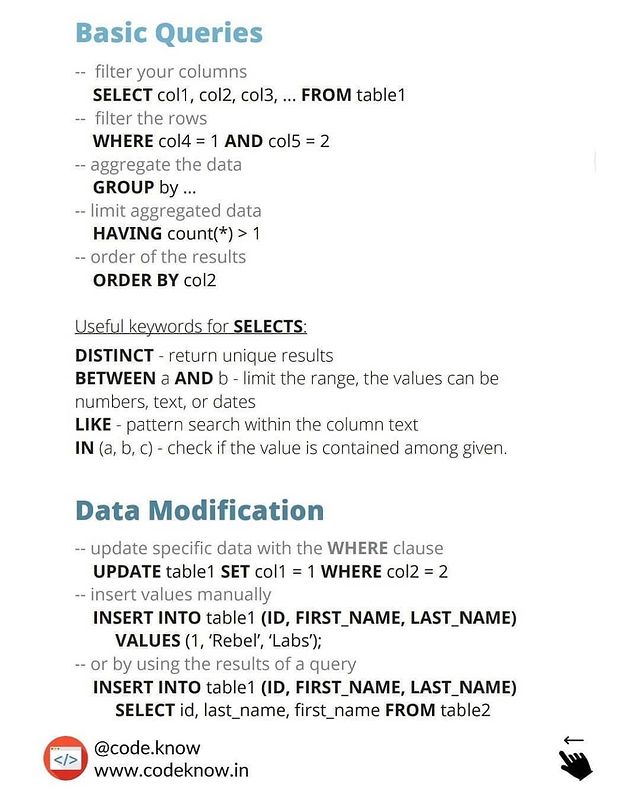 Basic Queries
-- filter your columns
SELECT col1, col2, col3, ... FROM table1
-- filter the rows
WHERE col4 = 1 AND col5 = 2
-- aggregate the data
GROUP by ...
-- limit aggregated data
HAVING count(*) > 1
-- order of the results
ORDER BY col2
Useful keywords for SELECTS:
DISTINCT - return unique results
BETWEEN a AND b - limit the range, the values can be
numbers, text, or dates
LIKE - pattern search within the column text
IN (a, b, c) - check if the value is contained among given.
Data Modification
-- update specific data with the WHERE clause
UPDATE table1 SET col1 = 1 WHERE col2 = 2
-- insert values manually
INSERT INTO table1 (ID, FIRST_NAME, LAST_NAME)
VALUES (1, ‘Rebel’, ‘Labs’);
-- or by using the results of a query
INSERT INTO table1 (ID, FIRST_NAME, LAST_NAME)
SELECT id, last_name, first_name FROM table2
</>
@code.know
www.codeknow.in